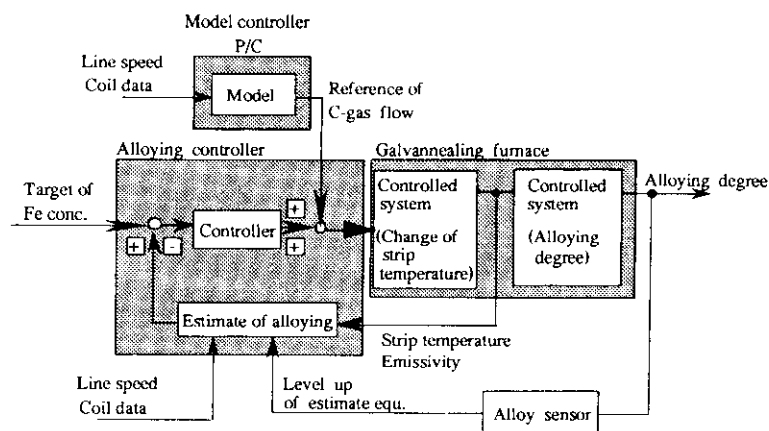 Model controller
P/C
Line speed
Coil data
Model
Reference of
C-gas flow
Alloying controller
Galvannealing furnace
Target of
Fe conc.
Controller
+
-
+
+
Controlled
system
(Change of
strip
temperature)
Controlled
system
(Alloying
degree)
Alloying degree
Estimate of alloying
Strip temperature
Emissivity
Line speed
Coil data
Level up
of estimate equ.
Alloy sensor